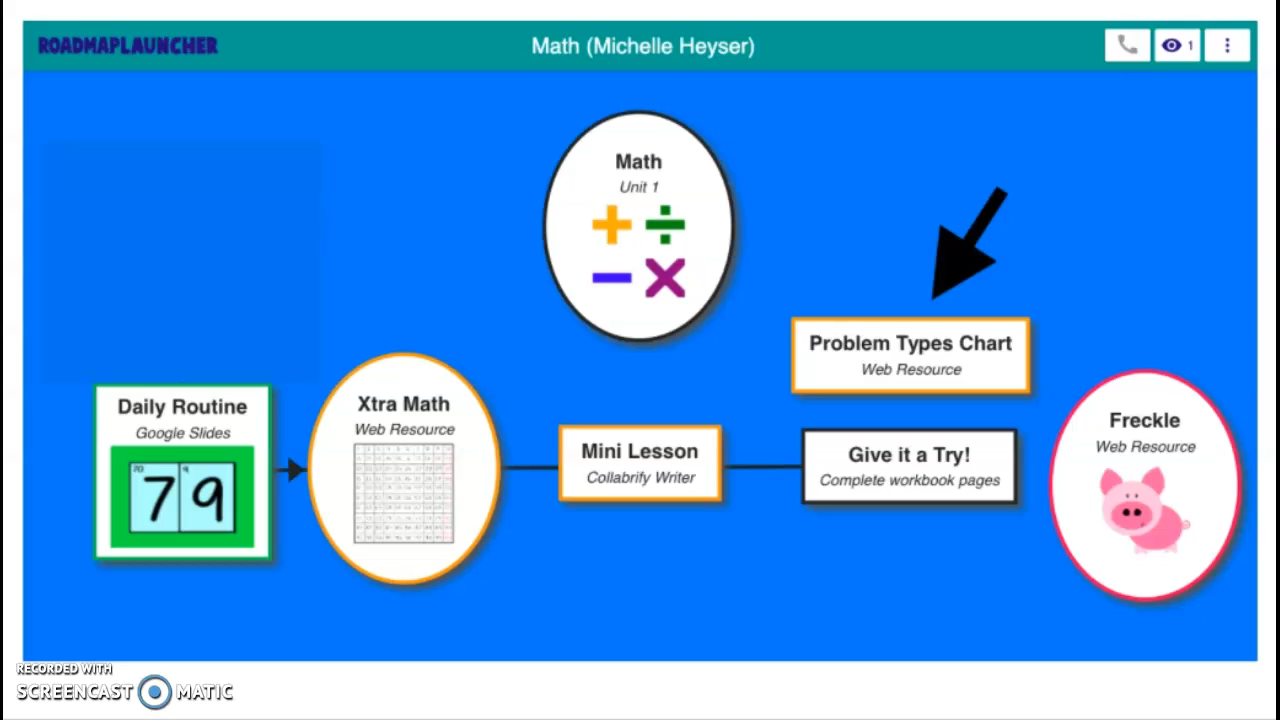 ROADMAPLAUNCHER
Math (Michelle Heyser)
1
Math
Unit 1
Problem Types Chart
Web Resource
Daily Routine
Google Slides
79
Xtra Math
Web Resource
Mini Lesson
Collabrify Writer
Give it a Try!
Complete workbook pages
Freckle
Web Resource
RECORDED WITH
SCREENCAST MATIC